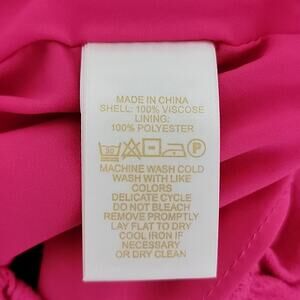 MADE IN CHINA
SHELL: 100% VISCOSE
LINING:
100% POLYESTER
30 P
MACHINE WASH COLD
WASH WITH LIKE
COLORS
DELICATE CYCLE
DO NOT BLEACH
REMOVE PROMPTLY
LAY FLAT TO DRY
COOL IRON IF
NECESSARY
OR DRY CLEAN